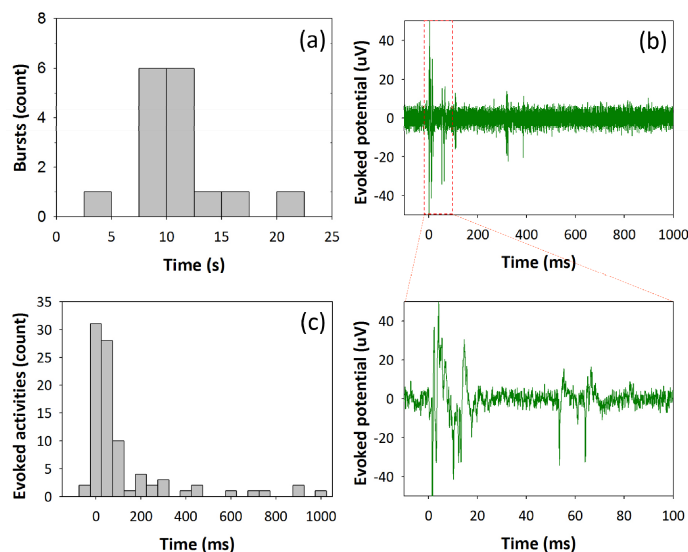 (a)
Bursts (count)
8
6
4
2
0
0 5 10 15 20 25
Time (s)
(b)
Evoked potential (uV)
40
20
0
-20
-40
0 200 400 600 800 1000
Time (ms)
(c)
Evoked activities (count)
35
30
25
20
15
10
5
0
0 200 400 600 800 1000
Time (ms)
Evoked potential (uV)
40
20
0
-20
-40
0 20 40 60 80 100
Time (ms)